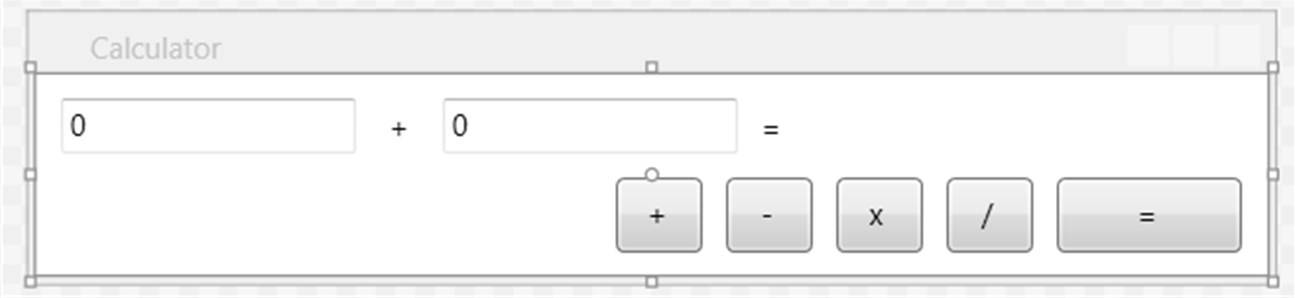 Calculator
0 + 0 =
+ - x / =